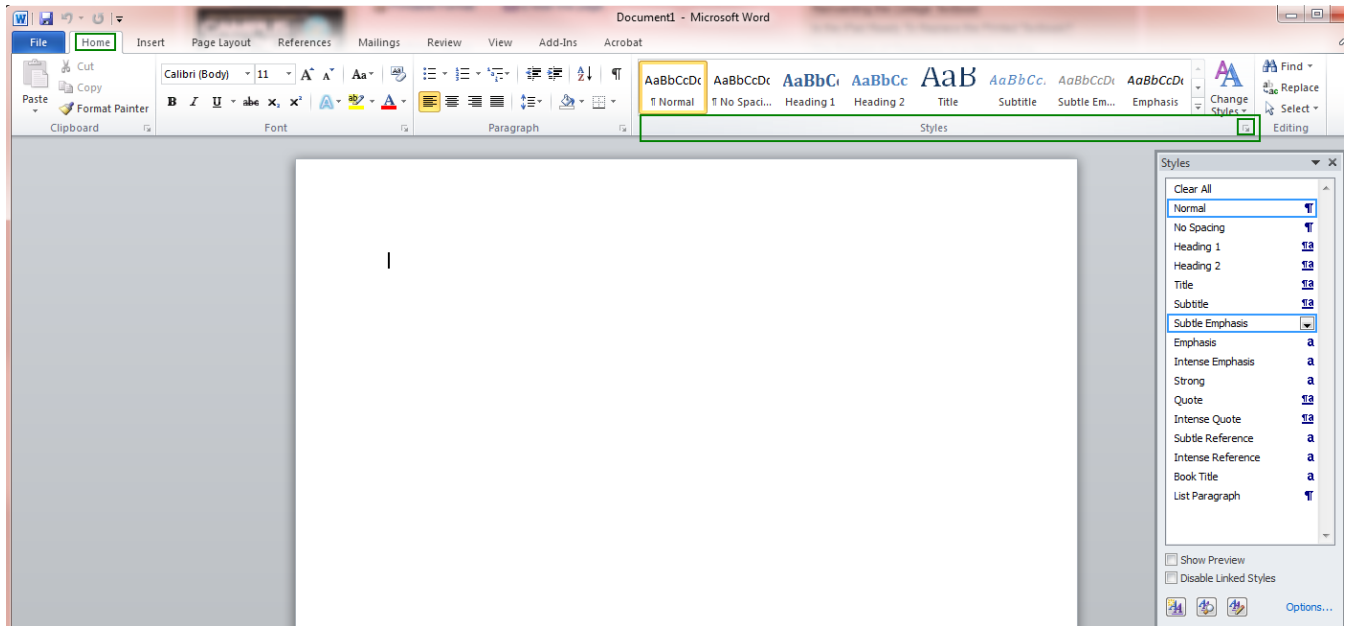 Document1 - Microsoft Word
File Home Insert Page Layout References Mailings Review View Add-Ins Acrobat
Cut
Copy
Paste
Format Painter
Clipboard
Calibri (Body) 11 A A Aa
B I U abc x, x² A ab A
Font
Paragraph
AaBbCcDc AaBbCcDc AaBbC AaBbCc AaB AaBbCc. AaBbCcDc AaBbCcDc
¶ Normal ¶ No Spaci... Heading 1 Heading 2 Title Subtitle Subtle Em... Emphasis
Change
Styles
Styles
Find
Replace
Select
Editing
Styles
Clear All
Normal ¶
No Spacing ¶
Heading 1 ¶a
Heading 2 ¶a
Title ¶a
Subtitle ¶a
Subtle Emphasis
Emphasis a
Intense Emphasis a
Strong a
Quote ¶a
Intense Quote ¶a
Subtle Reference a
Intense Reference a
Book Title a
List Paragraph ¶
Show Preview
Disable Linked Styles
Options...